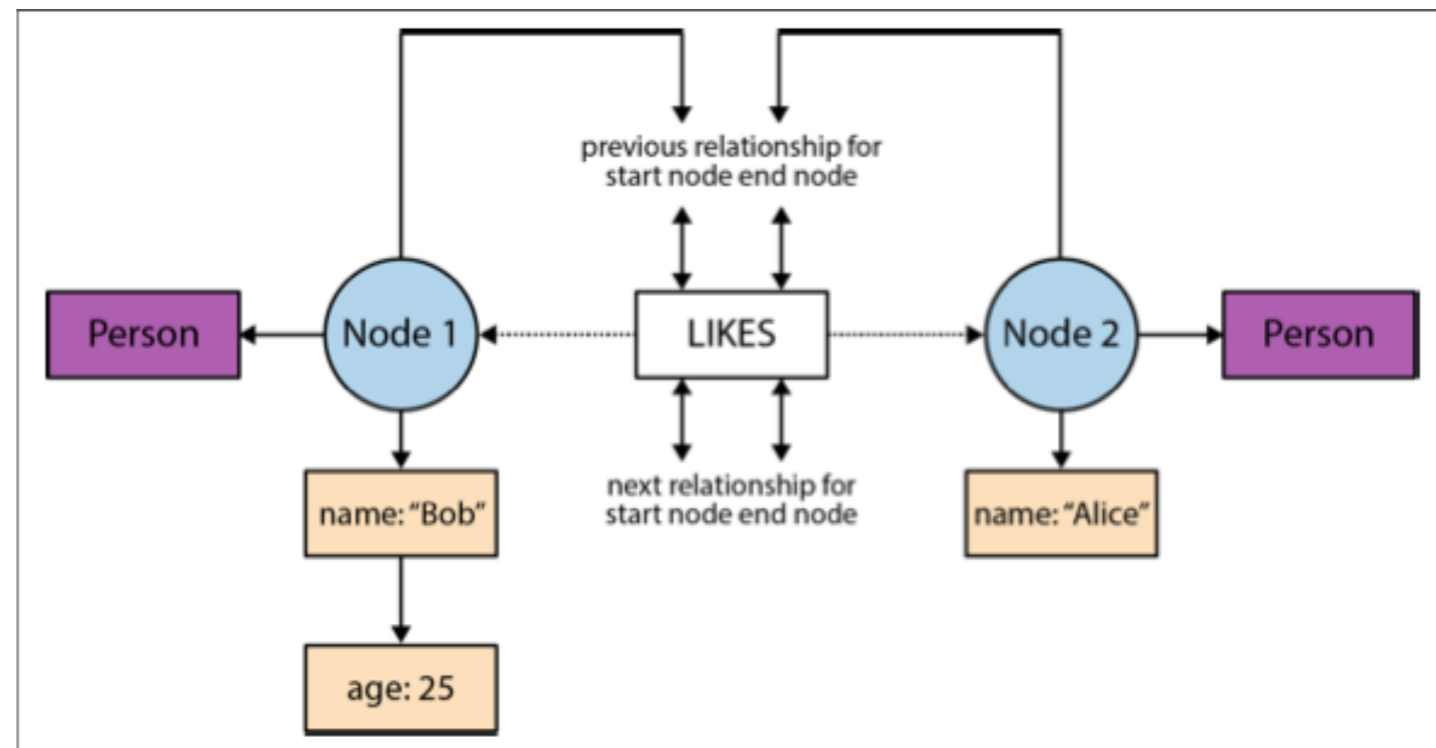 previous relationship for
start node end node
Person
Node 1
LIKES
Node 2
Person
name: “Bob”
next relationship for
start node end node
name: “Alice”
age: 25